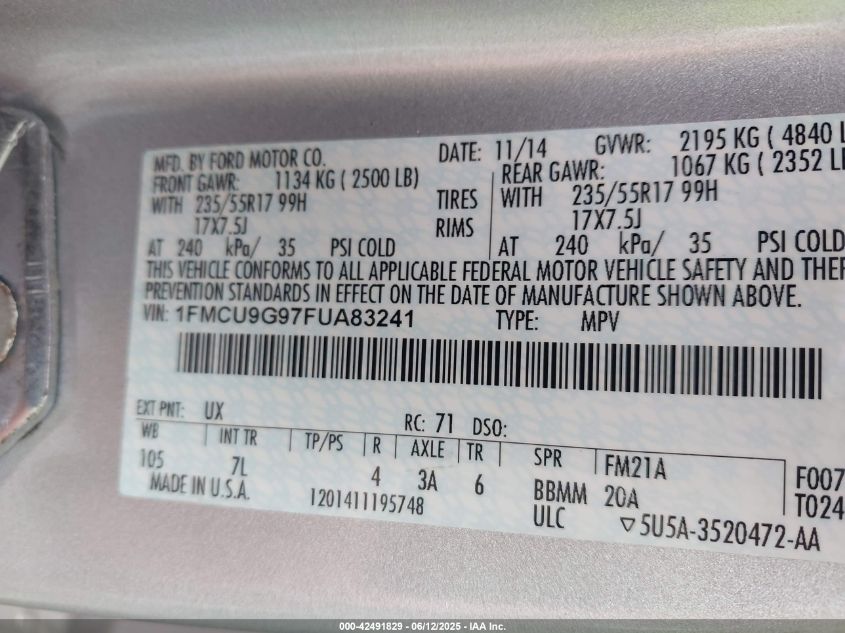 MFD. BY FORD MOTOR CO. DATE: 11/14 GVWR: 2195 KG ( 4840 L
FRONT GAWR: 1134 KG ( 2500 LB) REAR GAWR: 1067 KG ( 2352 LB
WITH 235/55R17 99H TIRES WITH 235/55R17 99H
17X7.5J RIMS 17X7.5J
AT 240 kPa/ 35 PSI COLD AT 240 kPa/ 35 PSI COLD
THIS VEHICLE CONFORMS TO ALL APPLICABLE FEDERAL MOTOR VEHICLE SAFETY AND THEF
PREVENTION STANDARDS IN EFFECT ON THE DATE OF MANUFACTURE SHOWN ABOVE.
VIN: 1FMCU9G97FUA83241 TYPE: MPV
EXT PNT: UX RC: 71 DSO:
WB INT TR TP/PS R AXLE TR SPR FM21A F007
105 7L 4 3A 6 BBMM 20A T024
MADE IN U.S.A. 1201411195748 ULC ▽5U5A-3520472-AA
000-42491829 - 06/12/2025 - IAA Inc.